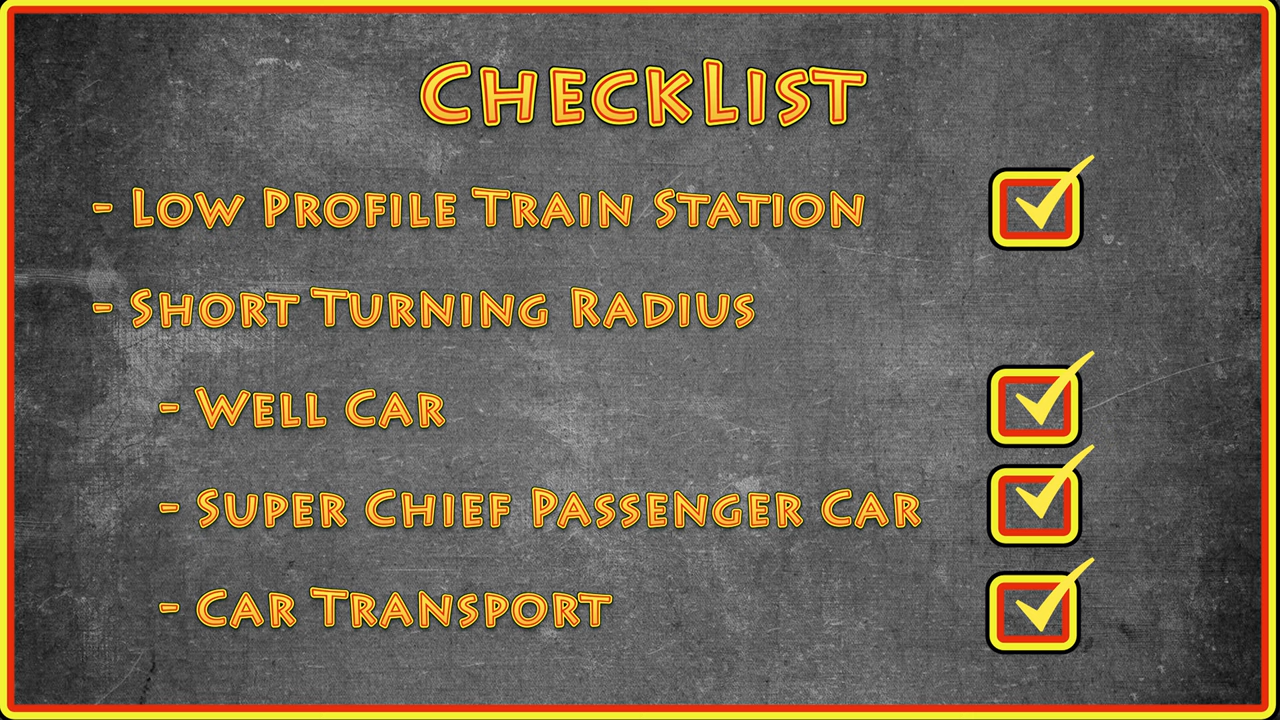 CheckList
- Low Profile Train Station
- Short Turning Radius
- Well Car
- Super Chief Passenger Car
- Car Transport